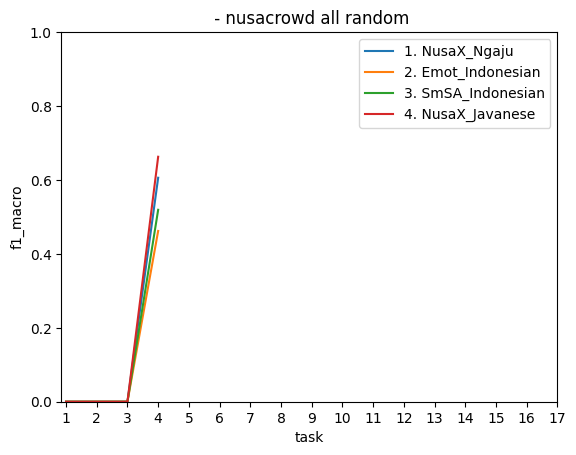 - nusacrowd all random
1.0
0.8
0.6
0.4
0.2
0.0
f1_macro
1. NusaX_Ngaju
2. Emot_Indonesian
3. SmSA_Indonesian
4. NusaX_Javanese
1 2 3 4 5 6 7 8 9 10 11 12 13 14 15 16 17
task